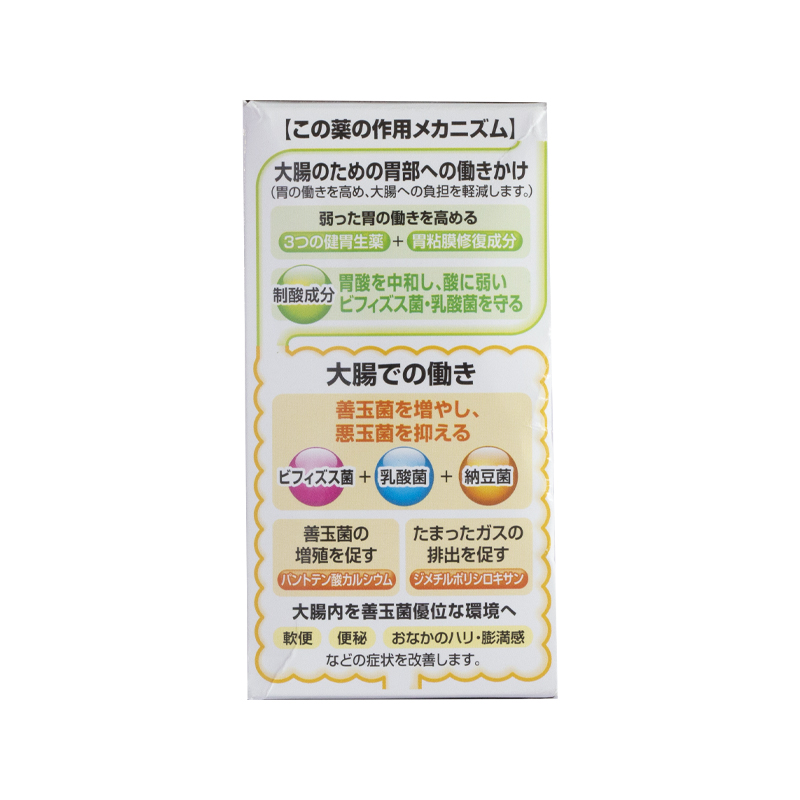 【この薬の作用メカニズム】
大腸のための胃部への働きかけ
(胃の働きを高め、大腸への負担を軽減します。)
弱った胃の働きを高める
3つの健胃生薬 + 胃粘膜修復成分
制酸成分
胃酸を中和し、酸に弱い
ビフィズス菌・乳酸菌を守る
大腸での働き
善玉菌を増やし、
悪玉菌を抑える
ビフィズス菌 + 乳酸菌 + 納豆菌
善玉菌の
増殖を促す
パントテン酸カルシウム
たまったガスの
排出を促す
ジメチルポリシロキサン
大腸内を善玉菌優位な環境へ
軟便 便秘 おなかのハリ・膨満感
などの症状を改善します。